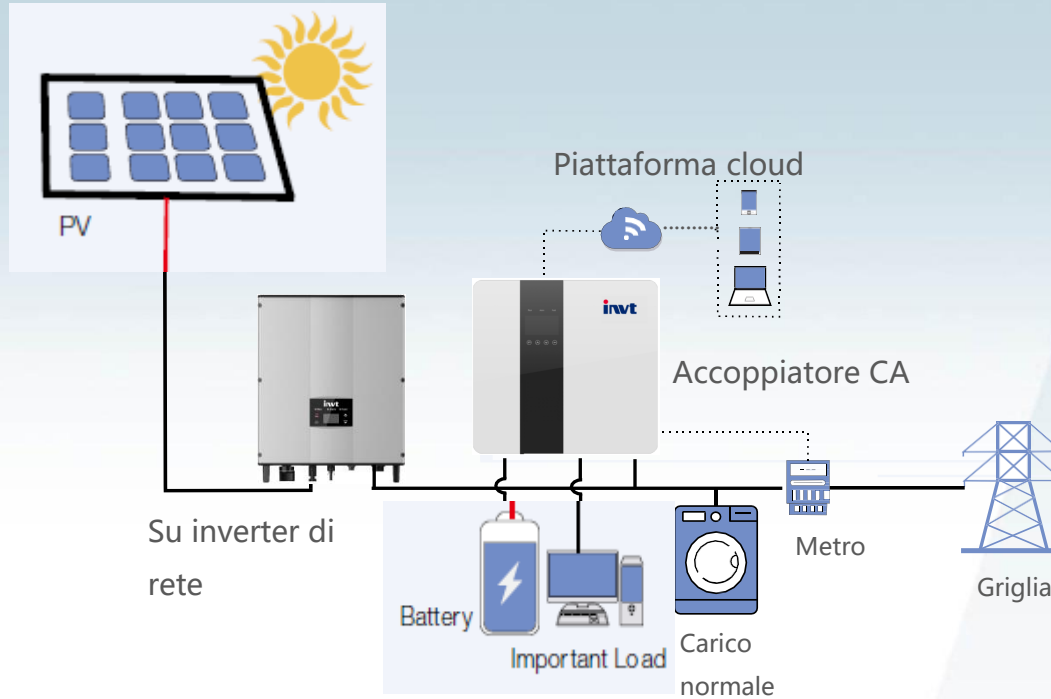 PV
Piattaforma cloud
invt
invt
Accoppiatore CA
Su inverter di
rete
Battery
Important Load
Carico
normale
Metro
Griglia